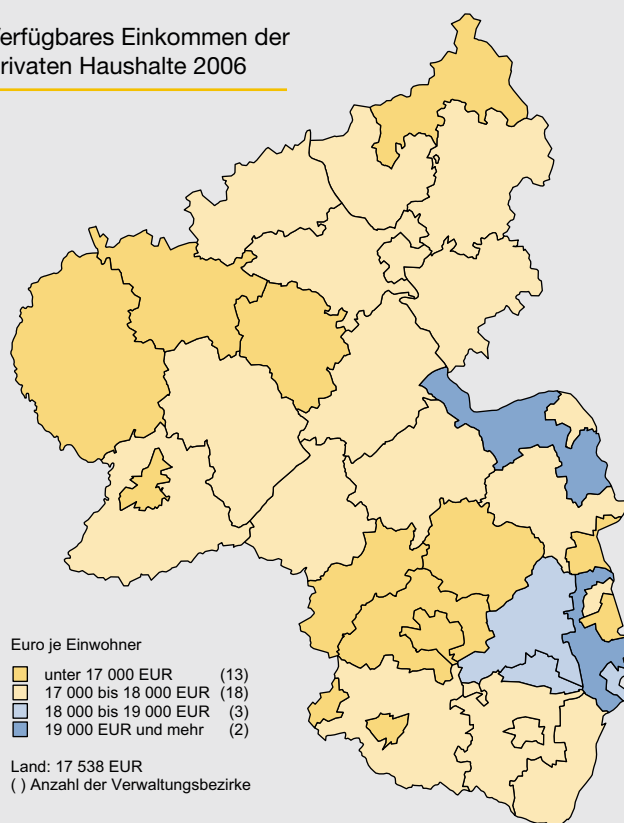 erfügbares Einkommen der
rivaten Haushalte 2006
Euro je Einwohner
unter 17 000 EUR (13)
17 000 bis 18 000 EUR (18)
18 000 bis 19 000 EUR (3)
19 000 EUR und mehr (2)
Land: 17 538 EUR
( ) Anzahl der Verwaltungsbezirke